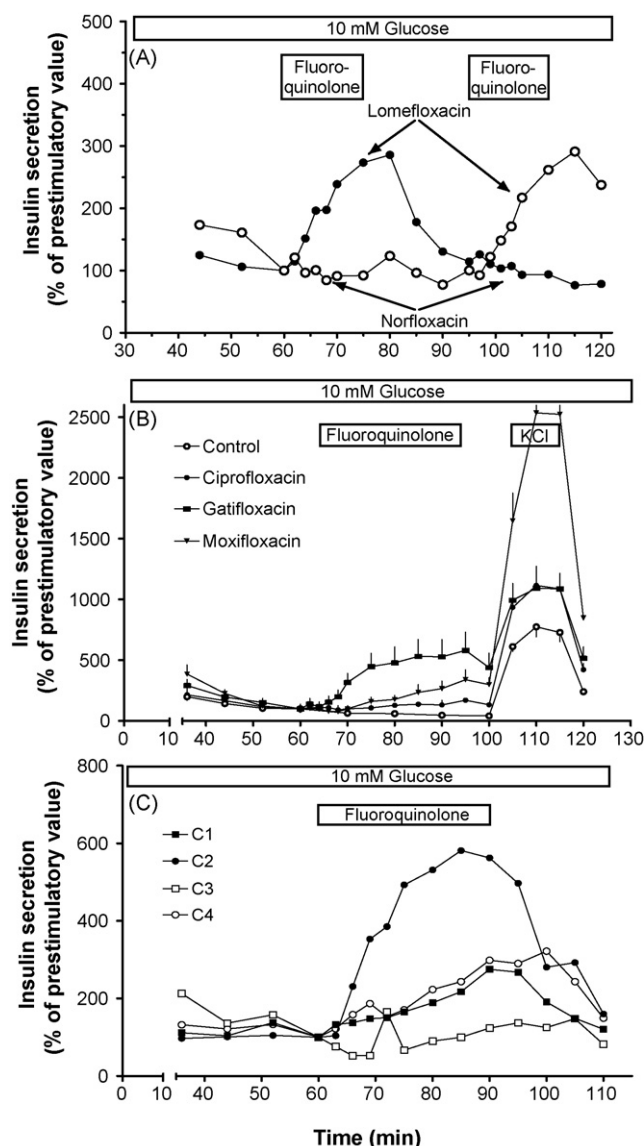 10 mM Glucose
500
(A)
Fluoro-
quinolone
Fluoro-
quinolone
400
Lomefloxacin
300
200
100
Norfloxacin
0
Insulin secretion
(% of prestimulatory value)
30 40 50 60 70 80 90 100 110 120
10 mM Glucose
2500
(B)
Fluoroquinolone
KCl
Control
Ciprofloxacin
Gatifloxacin
Moxifloxacin
2000
1500
1000
500
0
Insulin secretion
(% of prestimulatory value)
0 10 40 50 60 70 80 90 100 110 120 130
800
10 mM Glucose
(C)
Fluoroquinolone
C1
C2
C3
C4
600
400
200
0
Insulin secretion
(% of prestimulatory value)
0 10 40 50 60 70 80 90 100 110
Time (min)